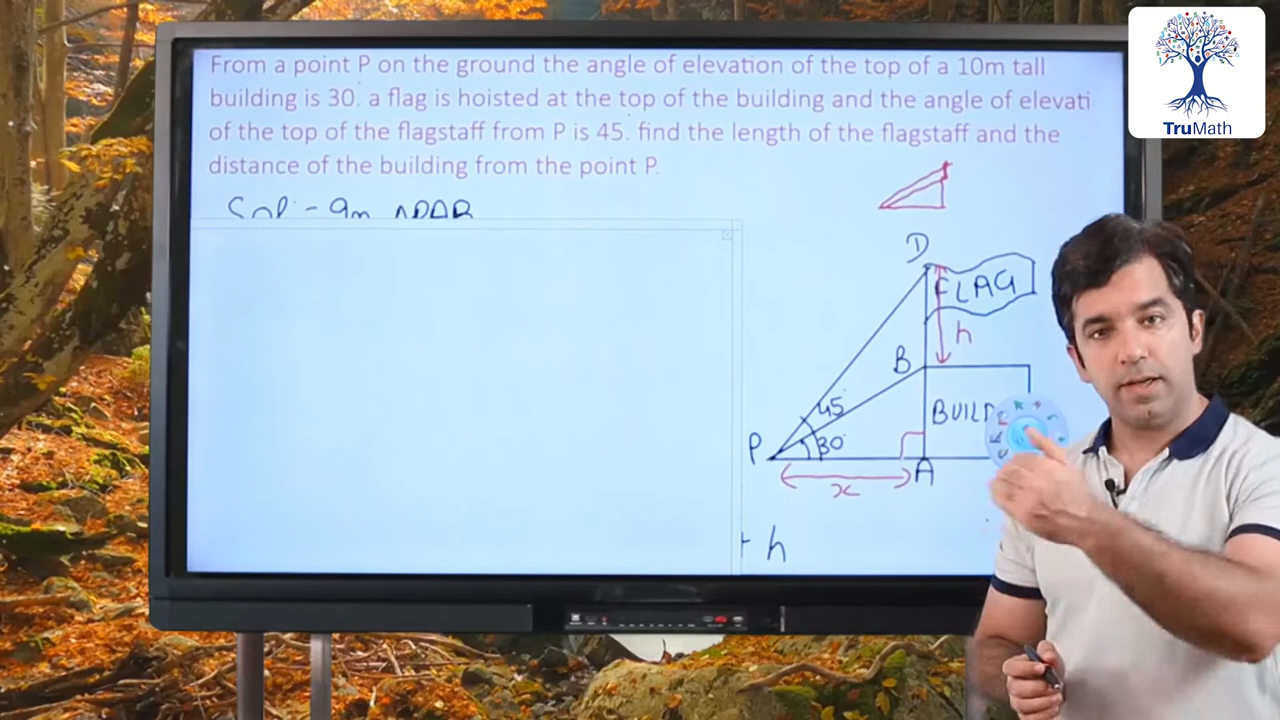 From a point P on the ground the angle of elevation of the top of a 10m tall
building is 30. a flag is hoisted at the top of the building and the angle of elevati
of the top of the flagstaff from P is 45. find the length of the flagstaff and the
distance of the building from the point P.
TruMath
D
FLAG
h
B
45°
BUILD
P
30°
A
x
+ h